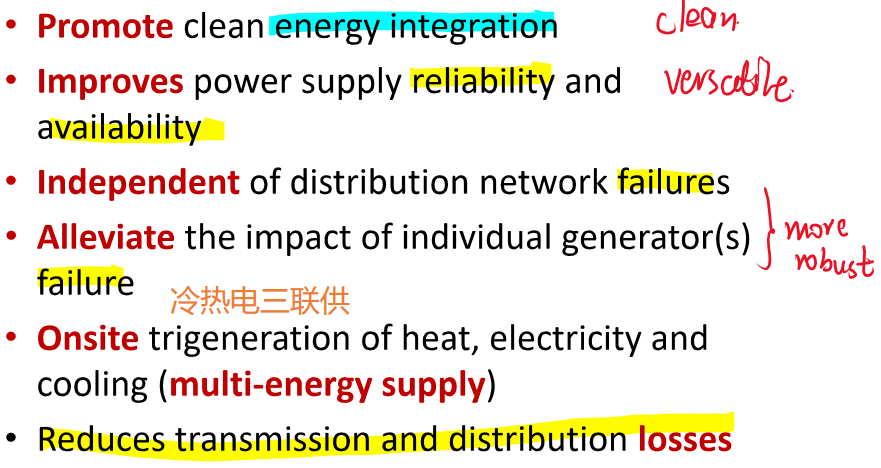 • Promote clean energy integration
clean
• Improves power supply reliability and
versatile
availability
• Independent of distribution network failures
• Alleviate the impact of individual generator(s)
more
robust
failure
冷热电三联供
• Onsite trigeneration of heat, electricity and
cooling (multi-energy supply)
• Reduces transmission and distribution losses